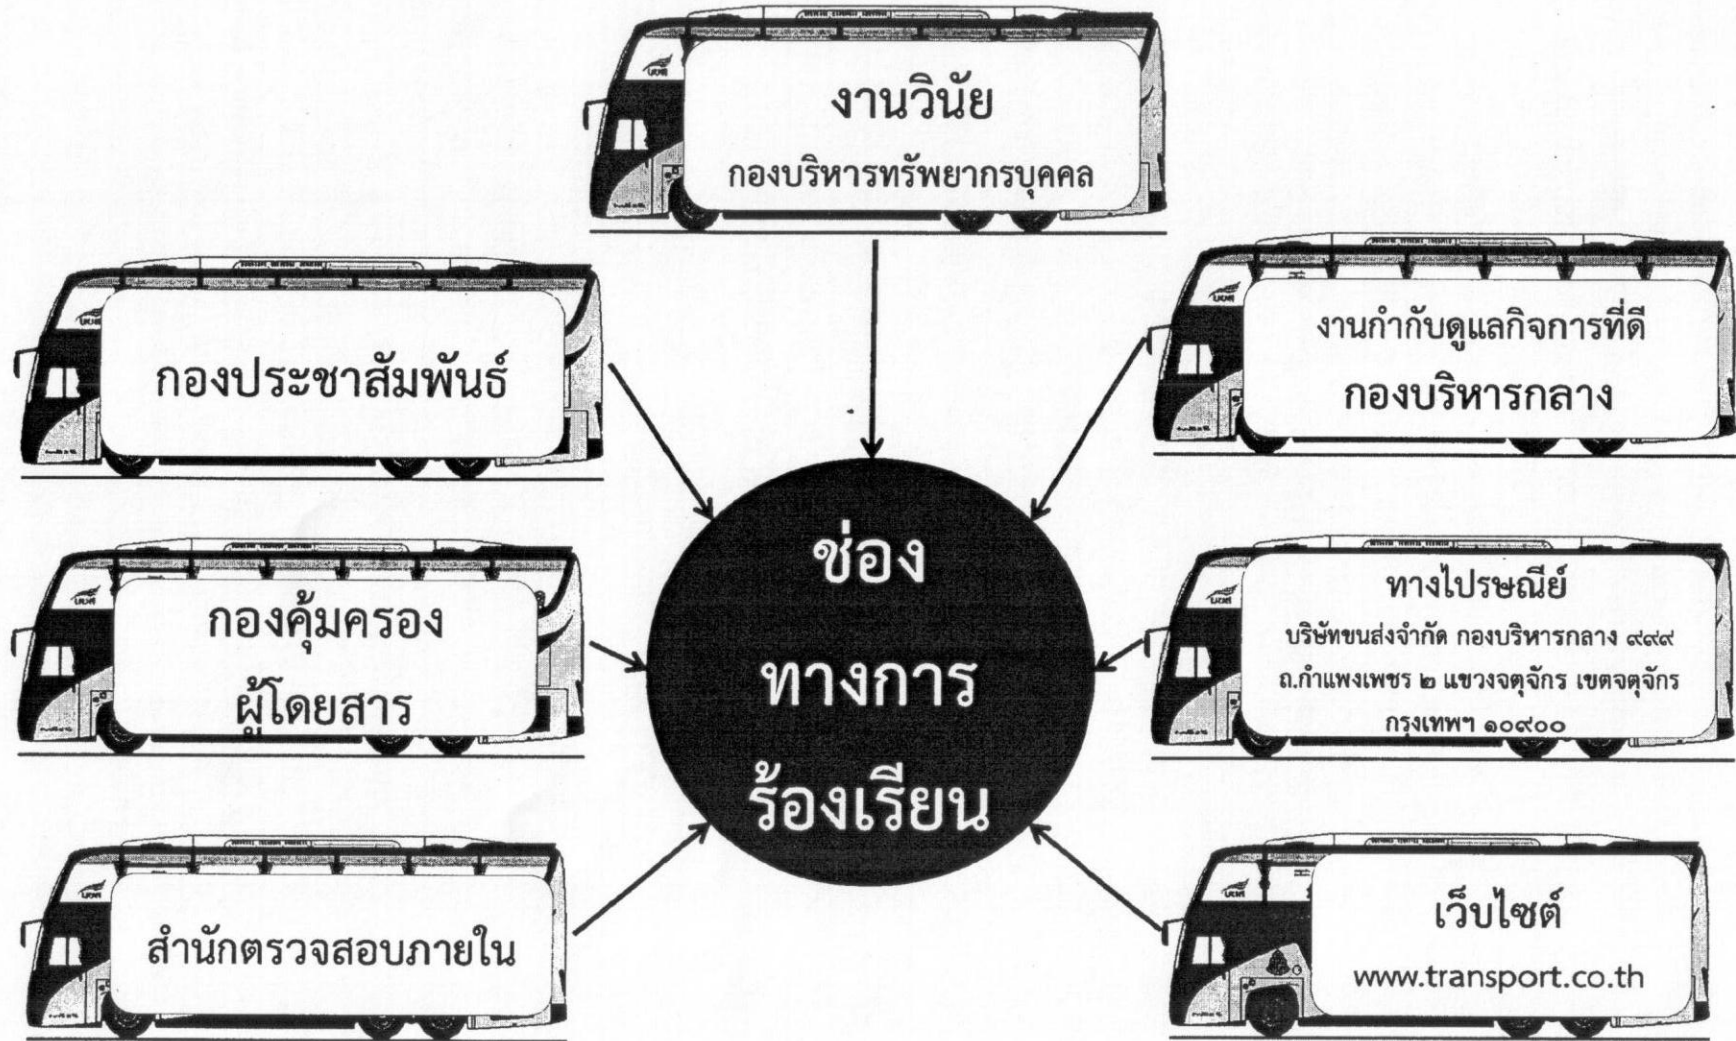 งานวินัย
กองบริหารทรัพยากรบุคคล
กองประชาสัมพันธ์
งานกำกับดูแลกิจการที่ดี
กองบริหารกลาง
ช่อง
ทางการ
ร้องเรียน
กองคุ้มครอง
ผู้โดยสาร
ทางไปรษณีย์
บริษัทขนส่งจำกัด กองบริหารกลาง ๙๙๙
ถ.กำแพงเพชร ๒ แขวงจตุจักร เขตจตุจักร
กรุงเทพฯ ๑๐๙๐๐
สำนักตรวจสอบภายใน
เว็บไซต์
www.transport.co.th